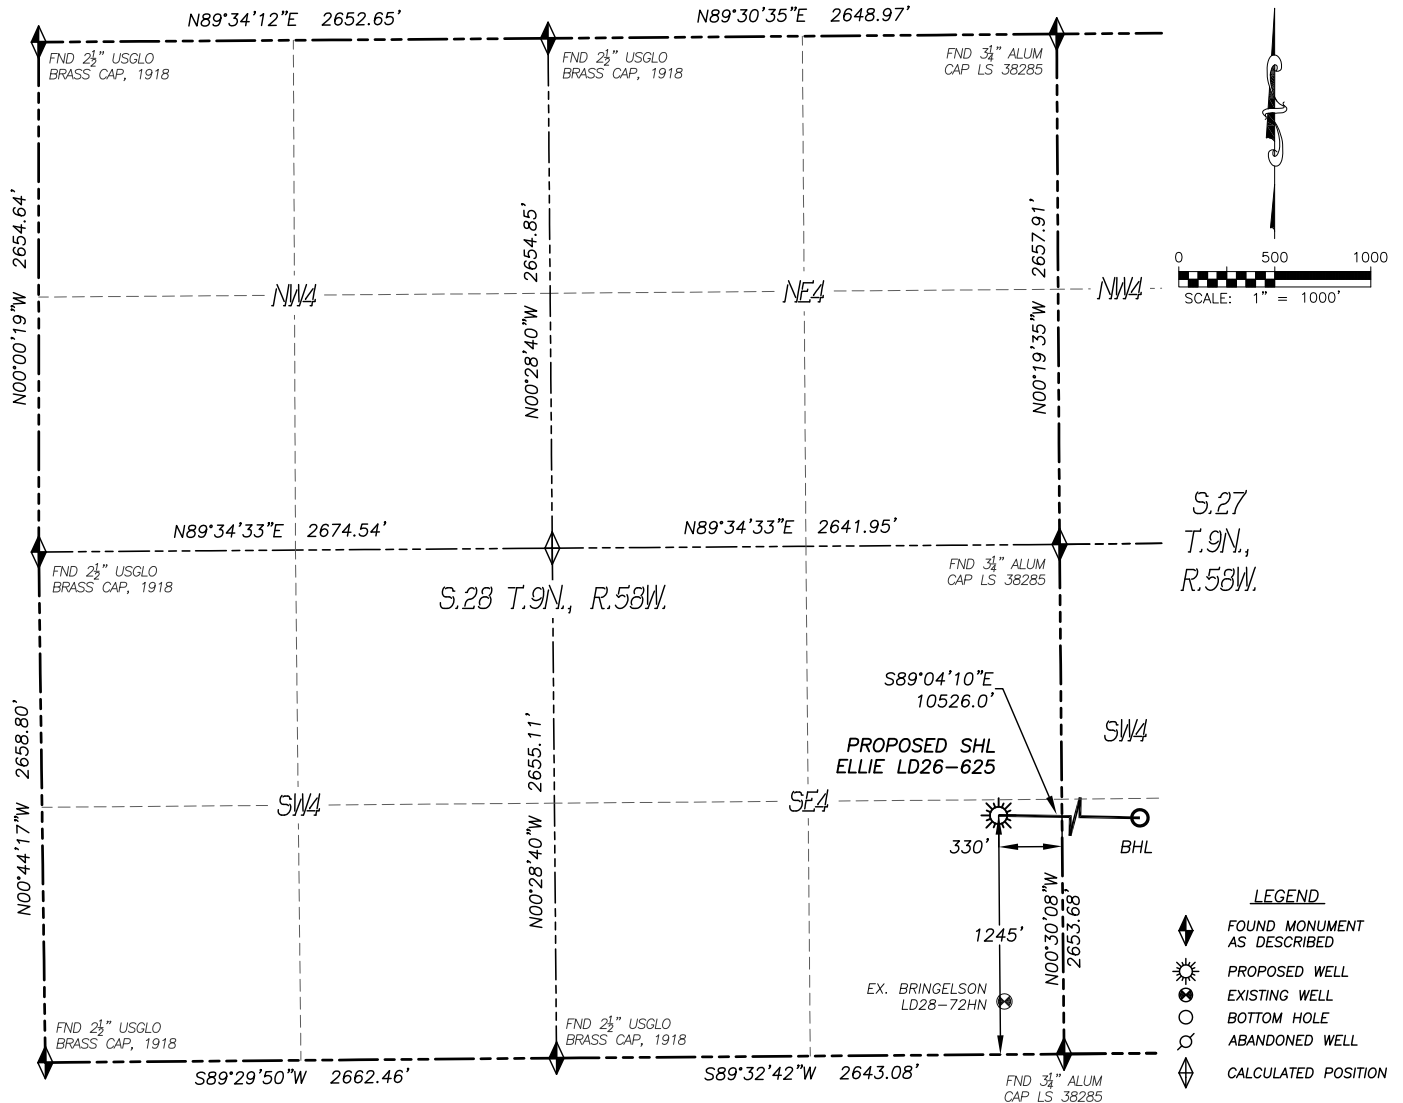 N89°34'12"E 2652.65'
N89°30'35"E 2648.97'
FND 2½" USGLO
BRASS CAP, 1918
FND 2½" USGLO
BRASS CAP, 1918
FND 3¼" ALUM
CAP LS 38285
N00°00'19"W 2654.64'
N00°28'40"W 2654.85'
N00°19'35"W 2657.91'
NW4
NE4
NW4
0 500 1000
SCALE: 1" = 1000'
N89°34'33"E 2674.54'
N89°34'33"E 2641.95'
FND 2½" USGLO
BRASS CAP, 1918
FND 3¼" ALUM
CAP LS 38285
S.28 T.9N., R.58W.
S.27
T.9N.,
R.58W.
S89°04'10"E
10526.0'
PROPOSED SHL
ELLIE LD26-625
N00°44'17"W 2658.80'
N00°28'40"W 2655.11'
SW4
SW4
SE4
330'
BHL
1245'
N00°30'08"W
2653.68'
EX. BRINGELSON
LD28-72HN
FND 2½" USGLO
BRASS CAP, 1918
FND 2½" USGLO
BRASS CAP, 1918
S89°29'50"W 2662.46'
S89°32'42"W 2643.08'
FND 3¼" ALUM
CAP LS 38285
LEGEND
FOUND MONUMENT
AS DESCRIBED
PROPOSED WELL
EXISTING WELL
BOTTOM HOLE
ABANDONED WELL
CALCULATED POSITION